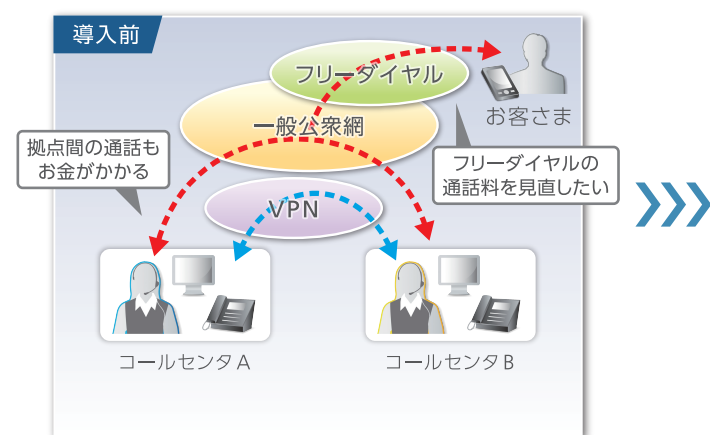 導入前
フリーダイヤル
一般公衆網
お客さま
拠点間の通話も
お金がかかる
フリーダイヤルの
通話料を見直したい
VPN
コールセンタA
コールセンタB